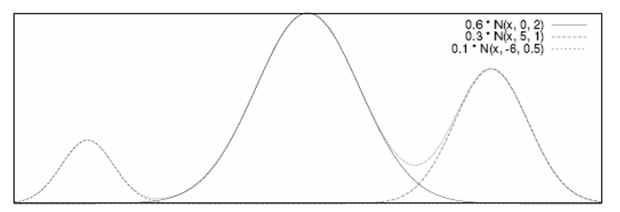 0.6 * N(x, 0, 2)
0.3 * N(x, 5, 1)
0.1 * N(x, -6, 0.5)